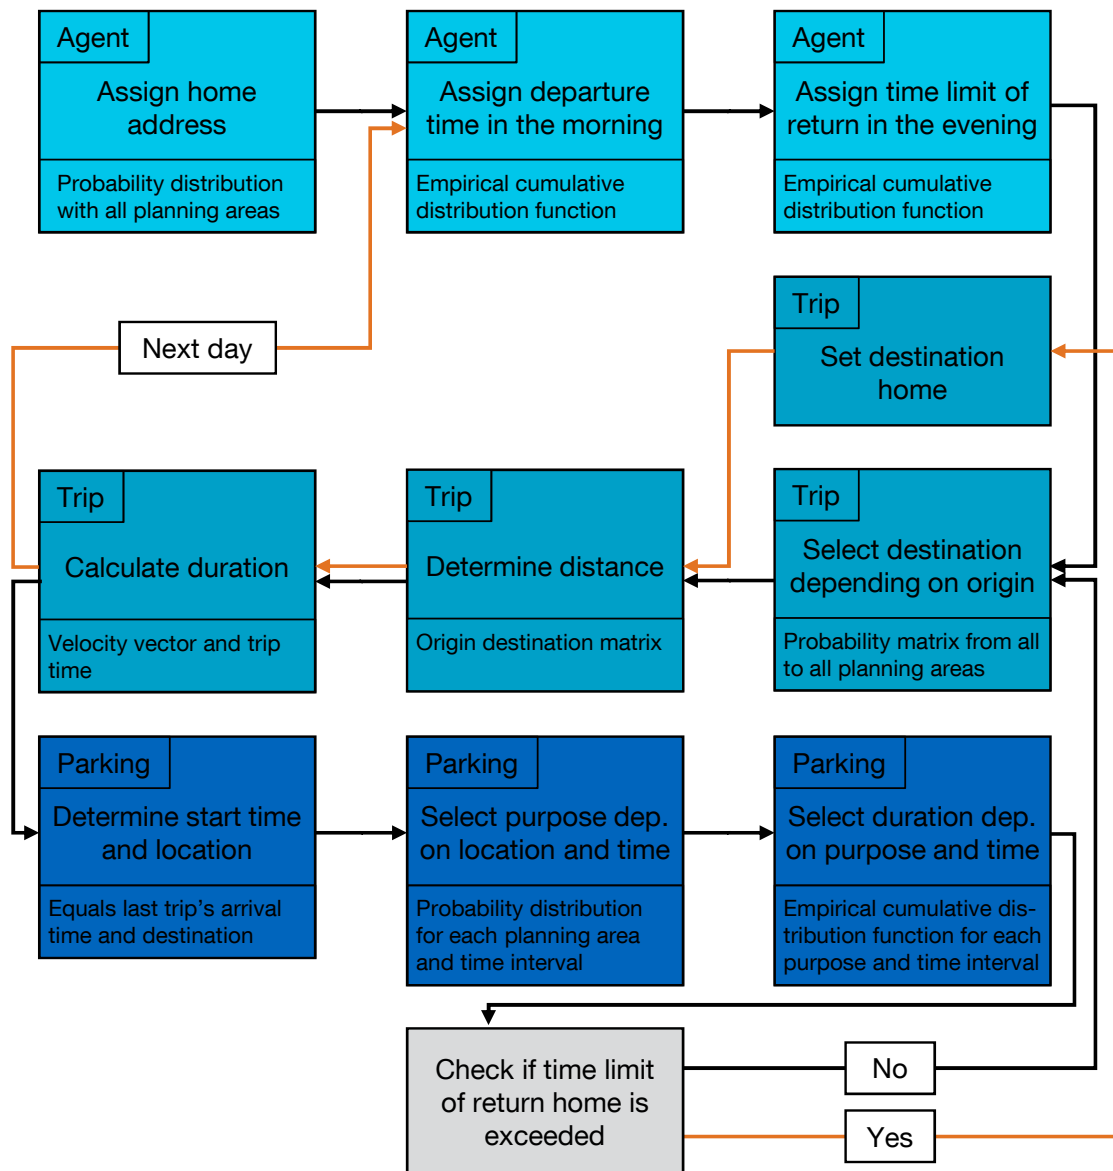 Agent
Assign home
address
Probability distribution
with all planning areas
Agent
Assign departure
time in the morning
Empirical cumulative
distribution function
Agent
Assign time limit of
return in the evening
Empirical cumulative
distribution function
Next day
Trip
Set destination
home
Trip
Calculate duration
Velocity vector and trip
time
Trip
Determine distance
Origin destination matrix
Trip
Select destination
depending on origin
Probability matrix from all
to all planning areas
Parking
Determine start time
and location
Equals last trip's arrival
time and destination
Parking
Select purpose dep.
on location and time
Probability distribution
for each planning area
and time interval
Parking
Select duration dep.
on purpose and time
Empirical cumulative dis-
tribution function for each
purpose and time interval
Check if time limit
of return home is
exceeded
No
Yes